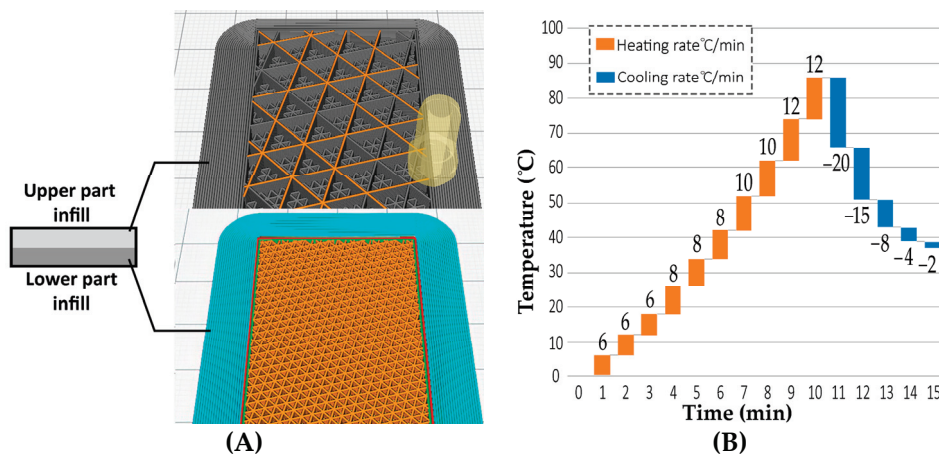 Upper part
infill
Lower part
infill
(A)
Heating rate℃/min
Cooling rate℃/min
Temperature (℃)
100
90
80
70
60
50
40
30
20
10
0
6
6
6
8
8
8
10
10
12
12
−20
−15
−8
−4
−2
0 1 2 3 4 5 6 7 8 9 10 11 12 13 14 15
Time (min)
(B)